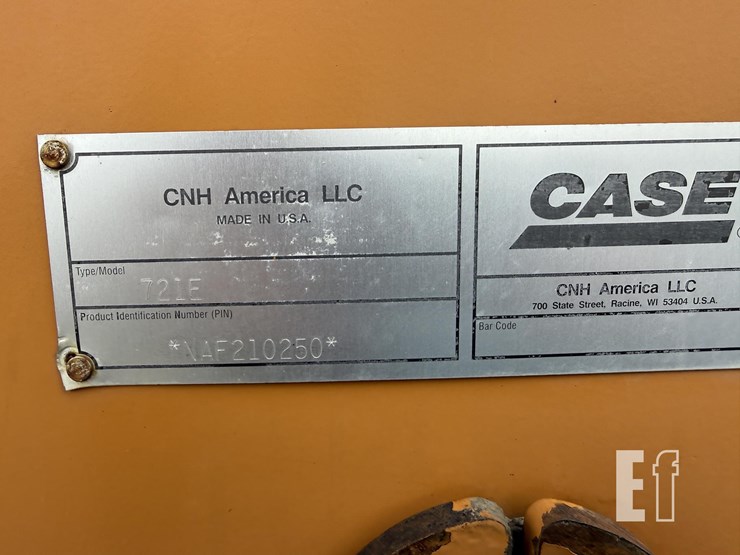 CNH America LLC
MADE IN U.S.A.
Type/Model
721E
Product Identification Number (PIN)
*NAF210250*
CASE
CNH America LLC
700 State Street, Racine, WI 53404 U.S.A.
Bar Code
Ef